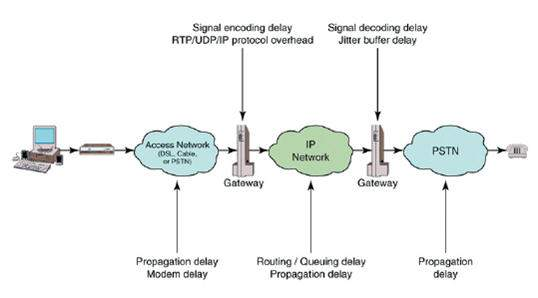 Signal encoding delay
RTP/UDP/IP protocol overhead
Signal decoding delay
Jitter buffer delay
Access Network
(DSL, Cable,
or PSTN)
Gateway
IP
Network
Gateway
PSTN
Propagation delay
Modem delay
Routing / Queuing delay
Propagation delay
Propagation
delay